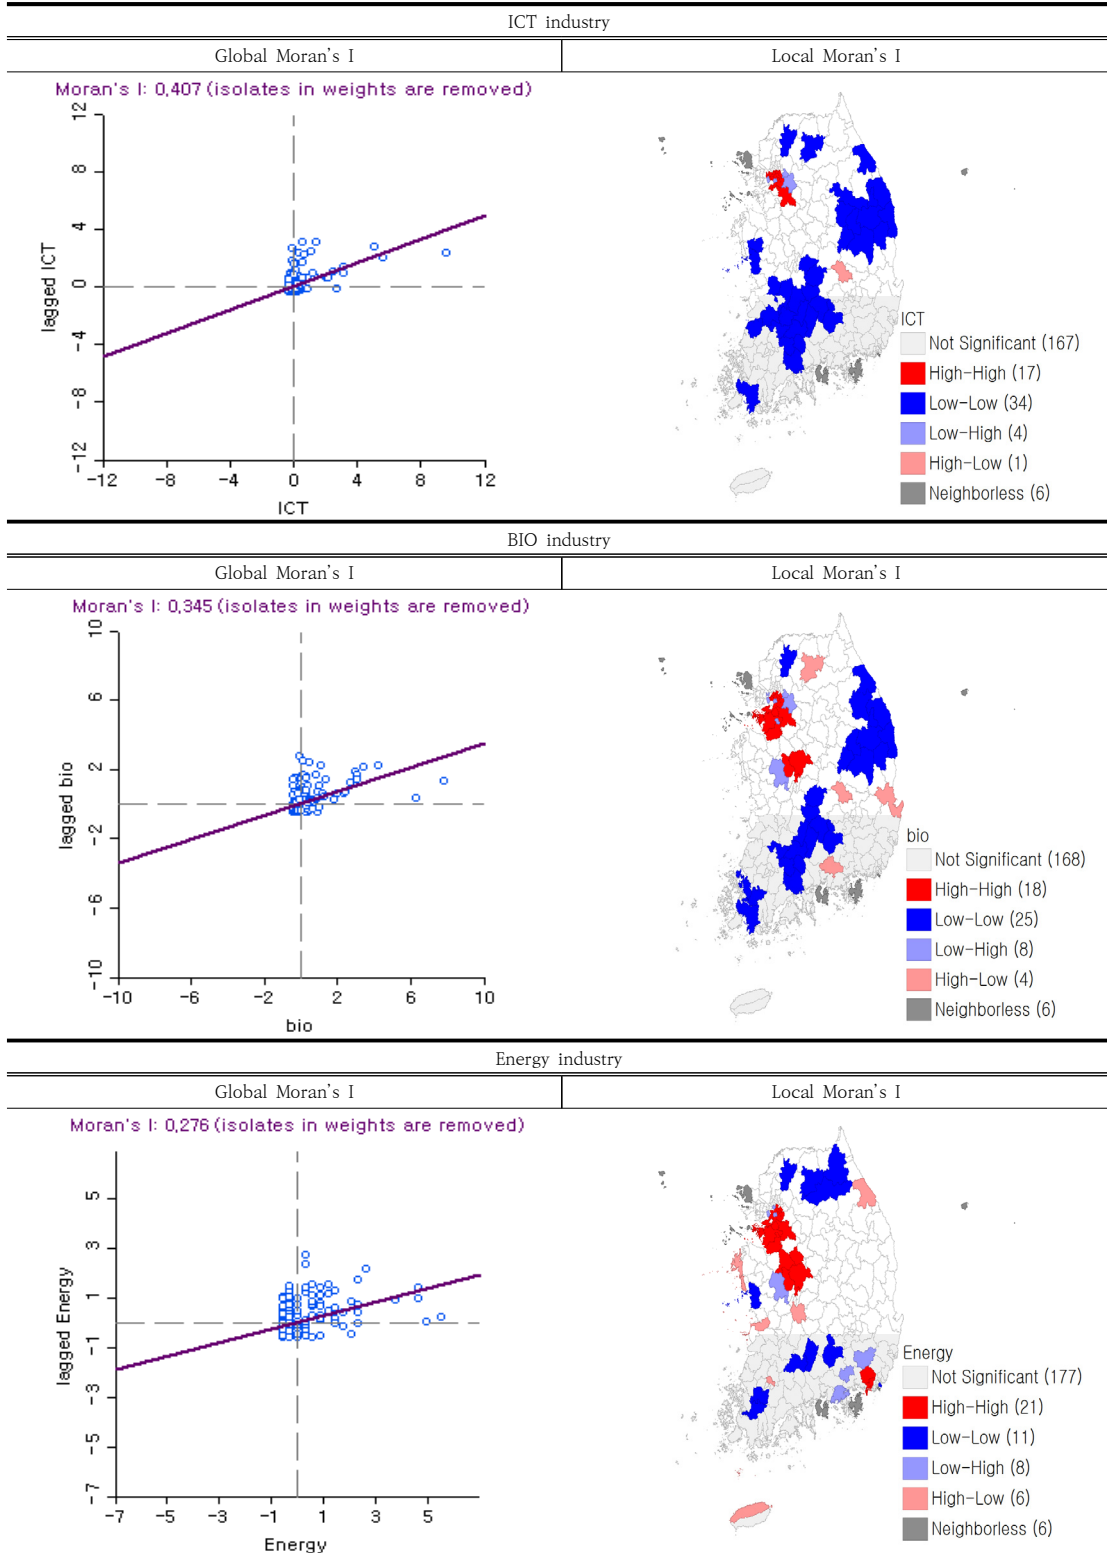 ICT industry
Global Moran's I
Local Moran's I
Moran's I: 0,407 (isolates in weights are removed)
12
8
4
0
-4
-8
-12
lagged ICT
-12
-8
-4
0
4
8
12
ICT
ICT
Not Significant (167)
High-High (17)
Low-Low (34)
Low-High (4)
High-Low (1)
Neighborless (6)
BIO industry
Global Moran's I
Local Moran's I
Moran's I: 0,345 (isolates in weights are removed)
10
6
2
-2
-6
-10
lagged bio
-10
-6
-2
2
6
10
bio
bio
Not Significant (168)
High-High (18)
Low-Low (25)
Low-High (8)
High-Low (4)
Neighborless (6)
Energy industry
Global Moran's I
Local Moran's I
Moran's I: 0,276 (isolates in weights are removed)
5
3
1
-1
-3
-5
-7
lagged Energy
-7
-5
-3
-1
1
3
5
Energy
Energy
Not Significant (177)
High-High (21)
Low-Low (11)
Low-High (8)
High-Low (6)
Neighborless (6)